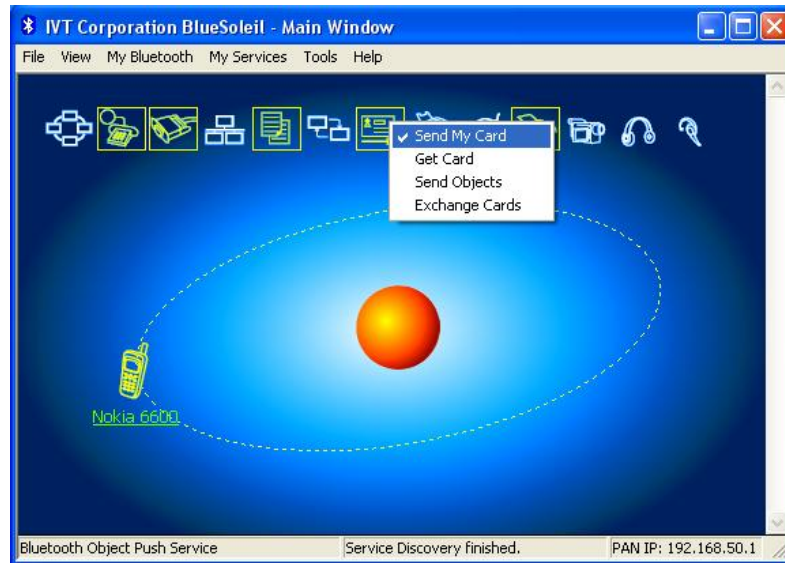 IVT Corporation BlueSoleil - Main Window
File View My Bluetooth My Services Tools Help
Send My Card
Get Card
Send Objects
Exchange Cards
Nokia 6600
Bluetooth Object Push Service Service Discovery finished. PAN IP: 192.168.50.1